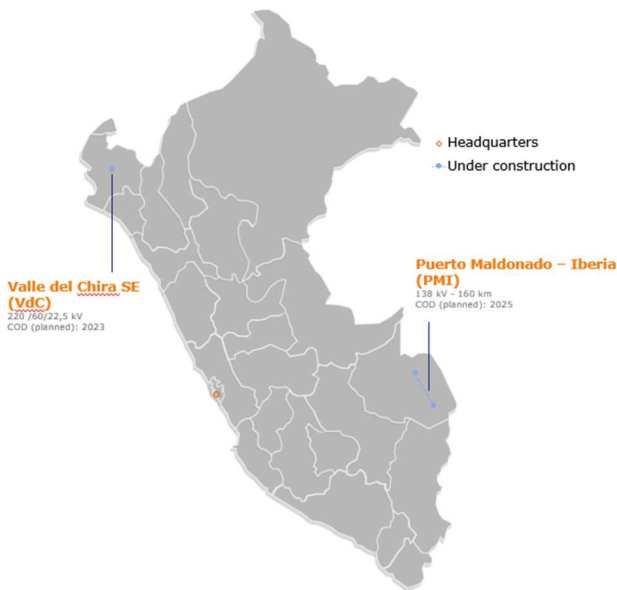 Headquarters
Under construction
Valle del Chira SE
(VdC)
220 /60/22,5 kV
COD (planned): 2023
Puerto Maldonado – Iberia
(PMI)
138 kV - 160 km
COD (planned): 2025